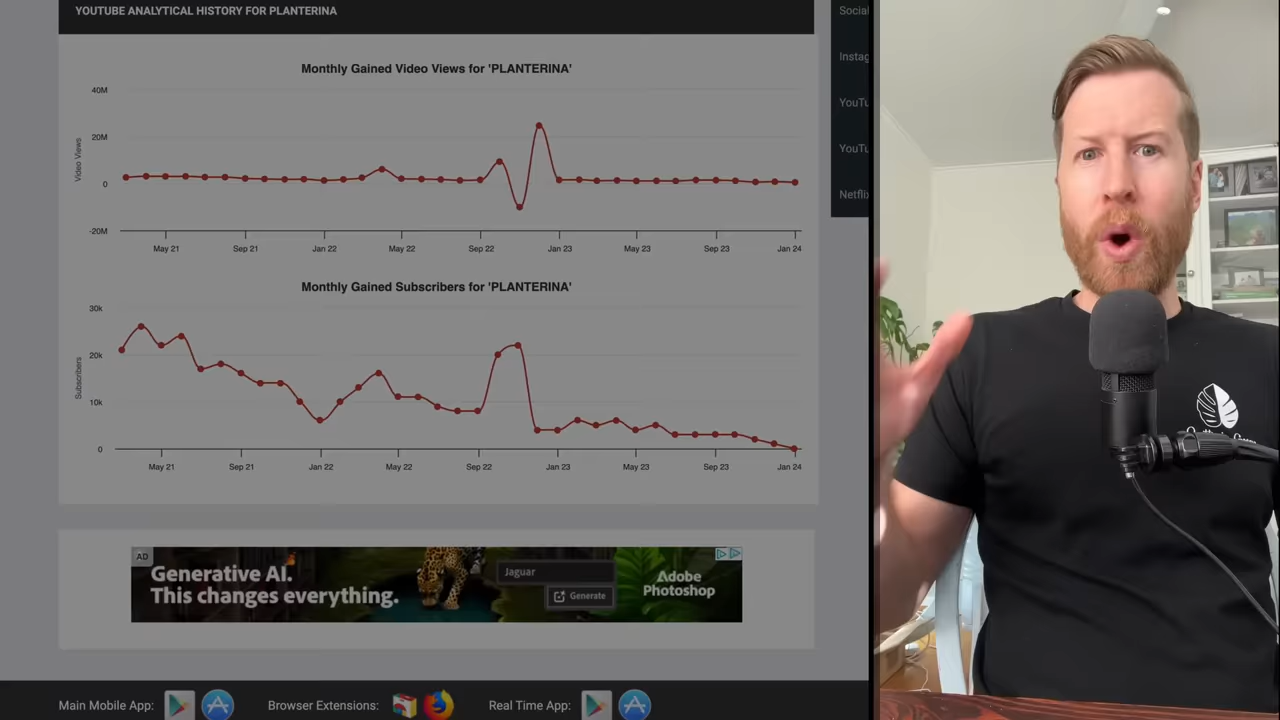 YOUTUBE ANALYTICAL HISTORY FOR PLANTERINA
Monthly Gained Video Views for 'PLANTERINA'
40M
20M
0
-20M
Video Views
May 21
Sep 21
Jan 22
May 22
Sep 22
Jan 23
May 23
Sep 23
Jan 24
Monthly Gained Subscribers for 'PLANTERINA'
30k
20k
10k
0
Subscribers
May 21
Sep 21
Jan 22
May 22
Sep 22
Jan 23
May 23
Sep 23
Jan 24
AD
Generative AI.
This changes everything.
Jaguar
Generate
Adobe
Photoshop
Main Mobile App:
Browser Extensions:
Real Time App:
Social
Instag
YouTu
YouTu
Netflix